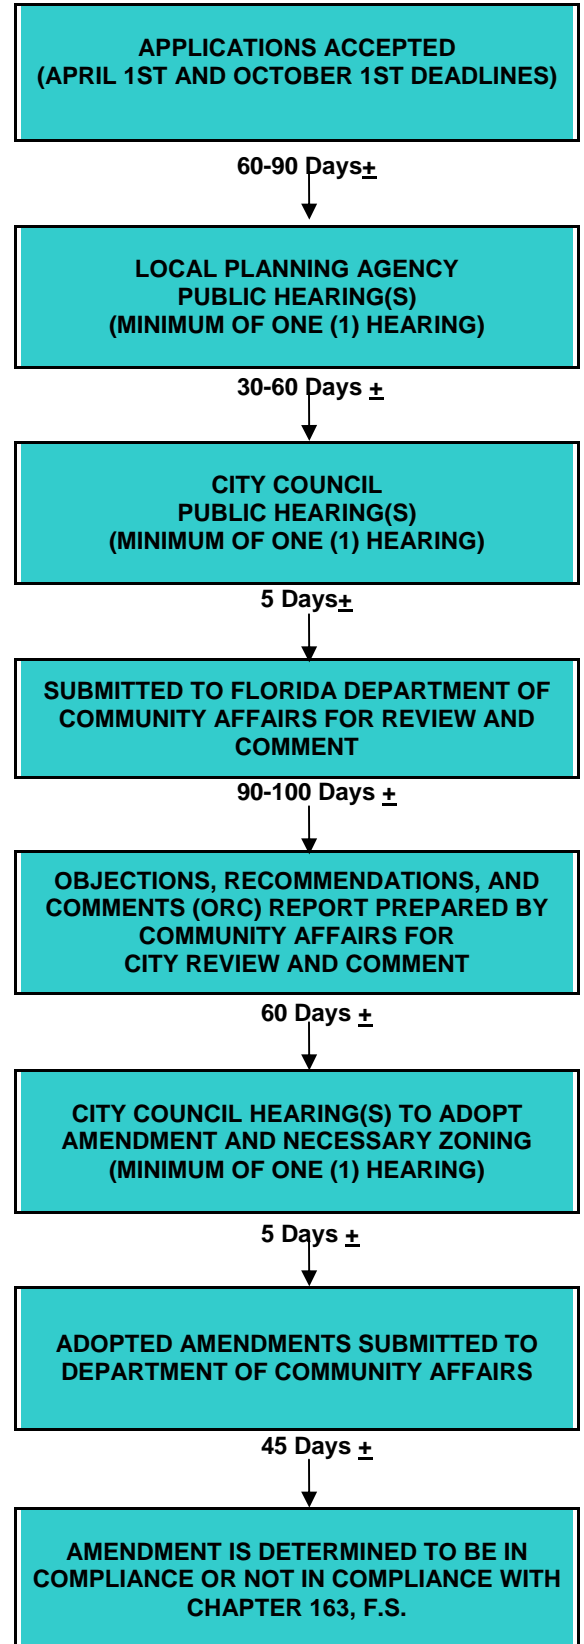 APPLICATIONS ACCEPTED
(APRIL 1ST AND OCTOBER 1ST DEADLINES)
60-90 Days±
LOCAL PLANNING AGENCY
PUBLIC HEARING(S)
(MINIMUM OF ONE (1) HEARING)
30-60 Days ±
CITY COUNCIL
PUBLIC HEARING(S)
(MINIMUM OF ONE (1) HEARING)
5 Days±
SUBMITTED TO FLORIDA DEPARTMENT OF
COMMUNITY AFFAIRS FOR REVIEW AND
COMMENT
90-100 Days ±
OBJECTIONS, RECOMMENDATIONS, AND
COMMENTS (ORC) REPORT PREPARED BY
COMMUNITY AFFAIRS FOR
CITY REVIEW AND COMMENT
60 Days ±
CITY COUNCIL HEARING(S) TO ADOPT
AMENDMENT AND NECESSARY ZONING
(MINIMUM OF ONE (1) HEARING)
5 Days ±
ADOPTED AMENDMENTS SUBMITTED TO
DEPARTMENT OF COMMUNITY AFFAIRS
45 Days ±
AMENDMENT IS DETERMINED TO BE IN
COMPLIANCE OR NOT IN COMPLIANCE WITH
CHAPTER 163, F.S.